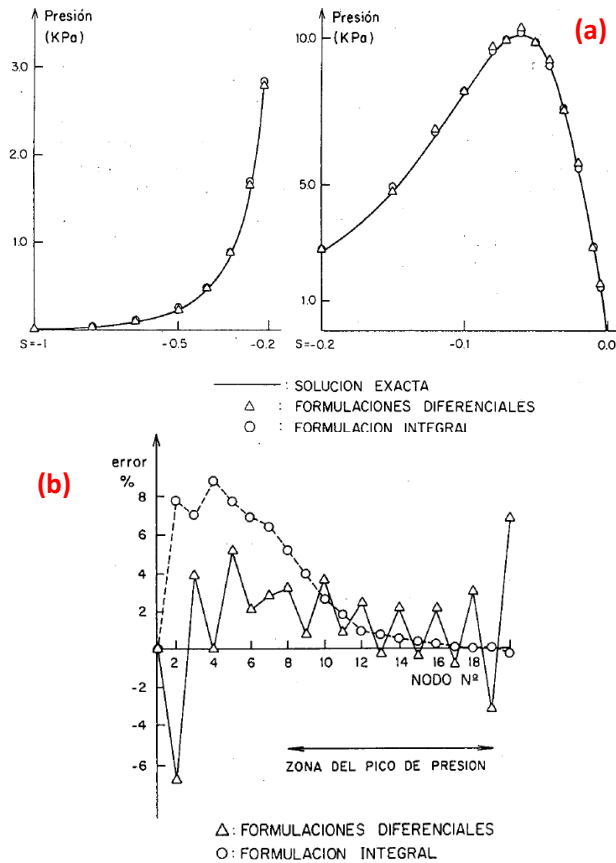 Presión
(KPa)
3.0
2.0
1.0
S=-1
-0.5
-0.2
Presión
(KPa)
(a)
10.0
5.0
1.0
S=-0.2
-0.1
0.0
: SOLUCION EXACTA
△ : FORMULACIONES DIFERENCIALES
○ : FORMULACION INTEGRAL
(b)
error
%
8
6
4
2
0
-2
-4
-6
2 4 6 8 10 12 14 16 18
NODO Nº
ZONA DEL PICO DE PRESION
△: FORMULACIONES DIFERENCIALES
○: FORMULACION INTEGRAL